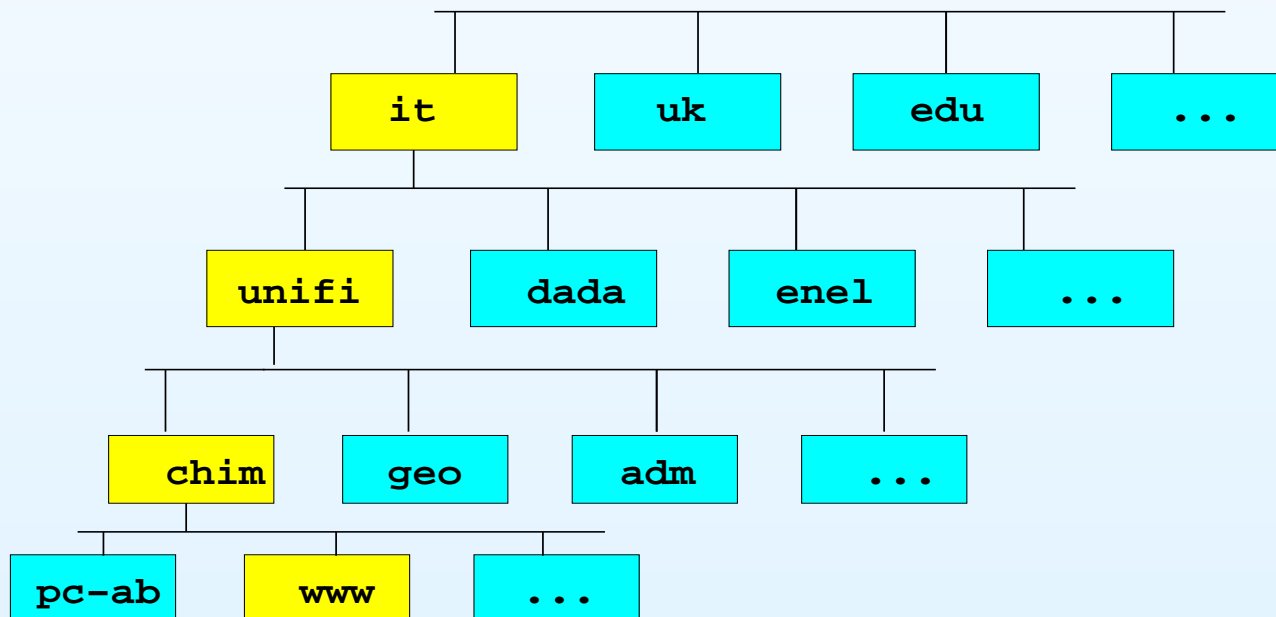 it uk edu ...
unifi dada enel ...
chim geo adm ...
pc-ab www ...